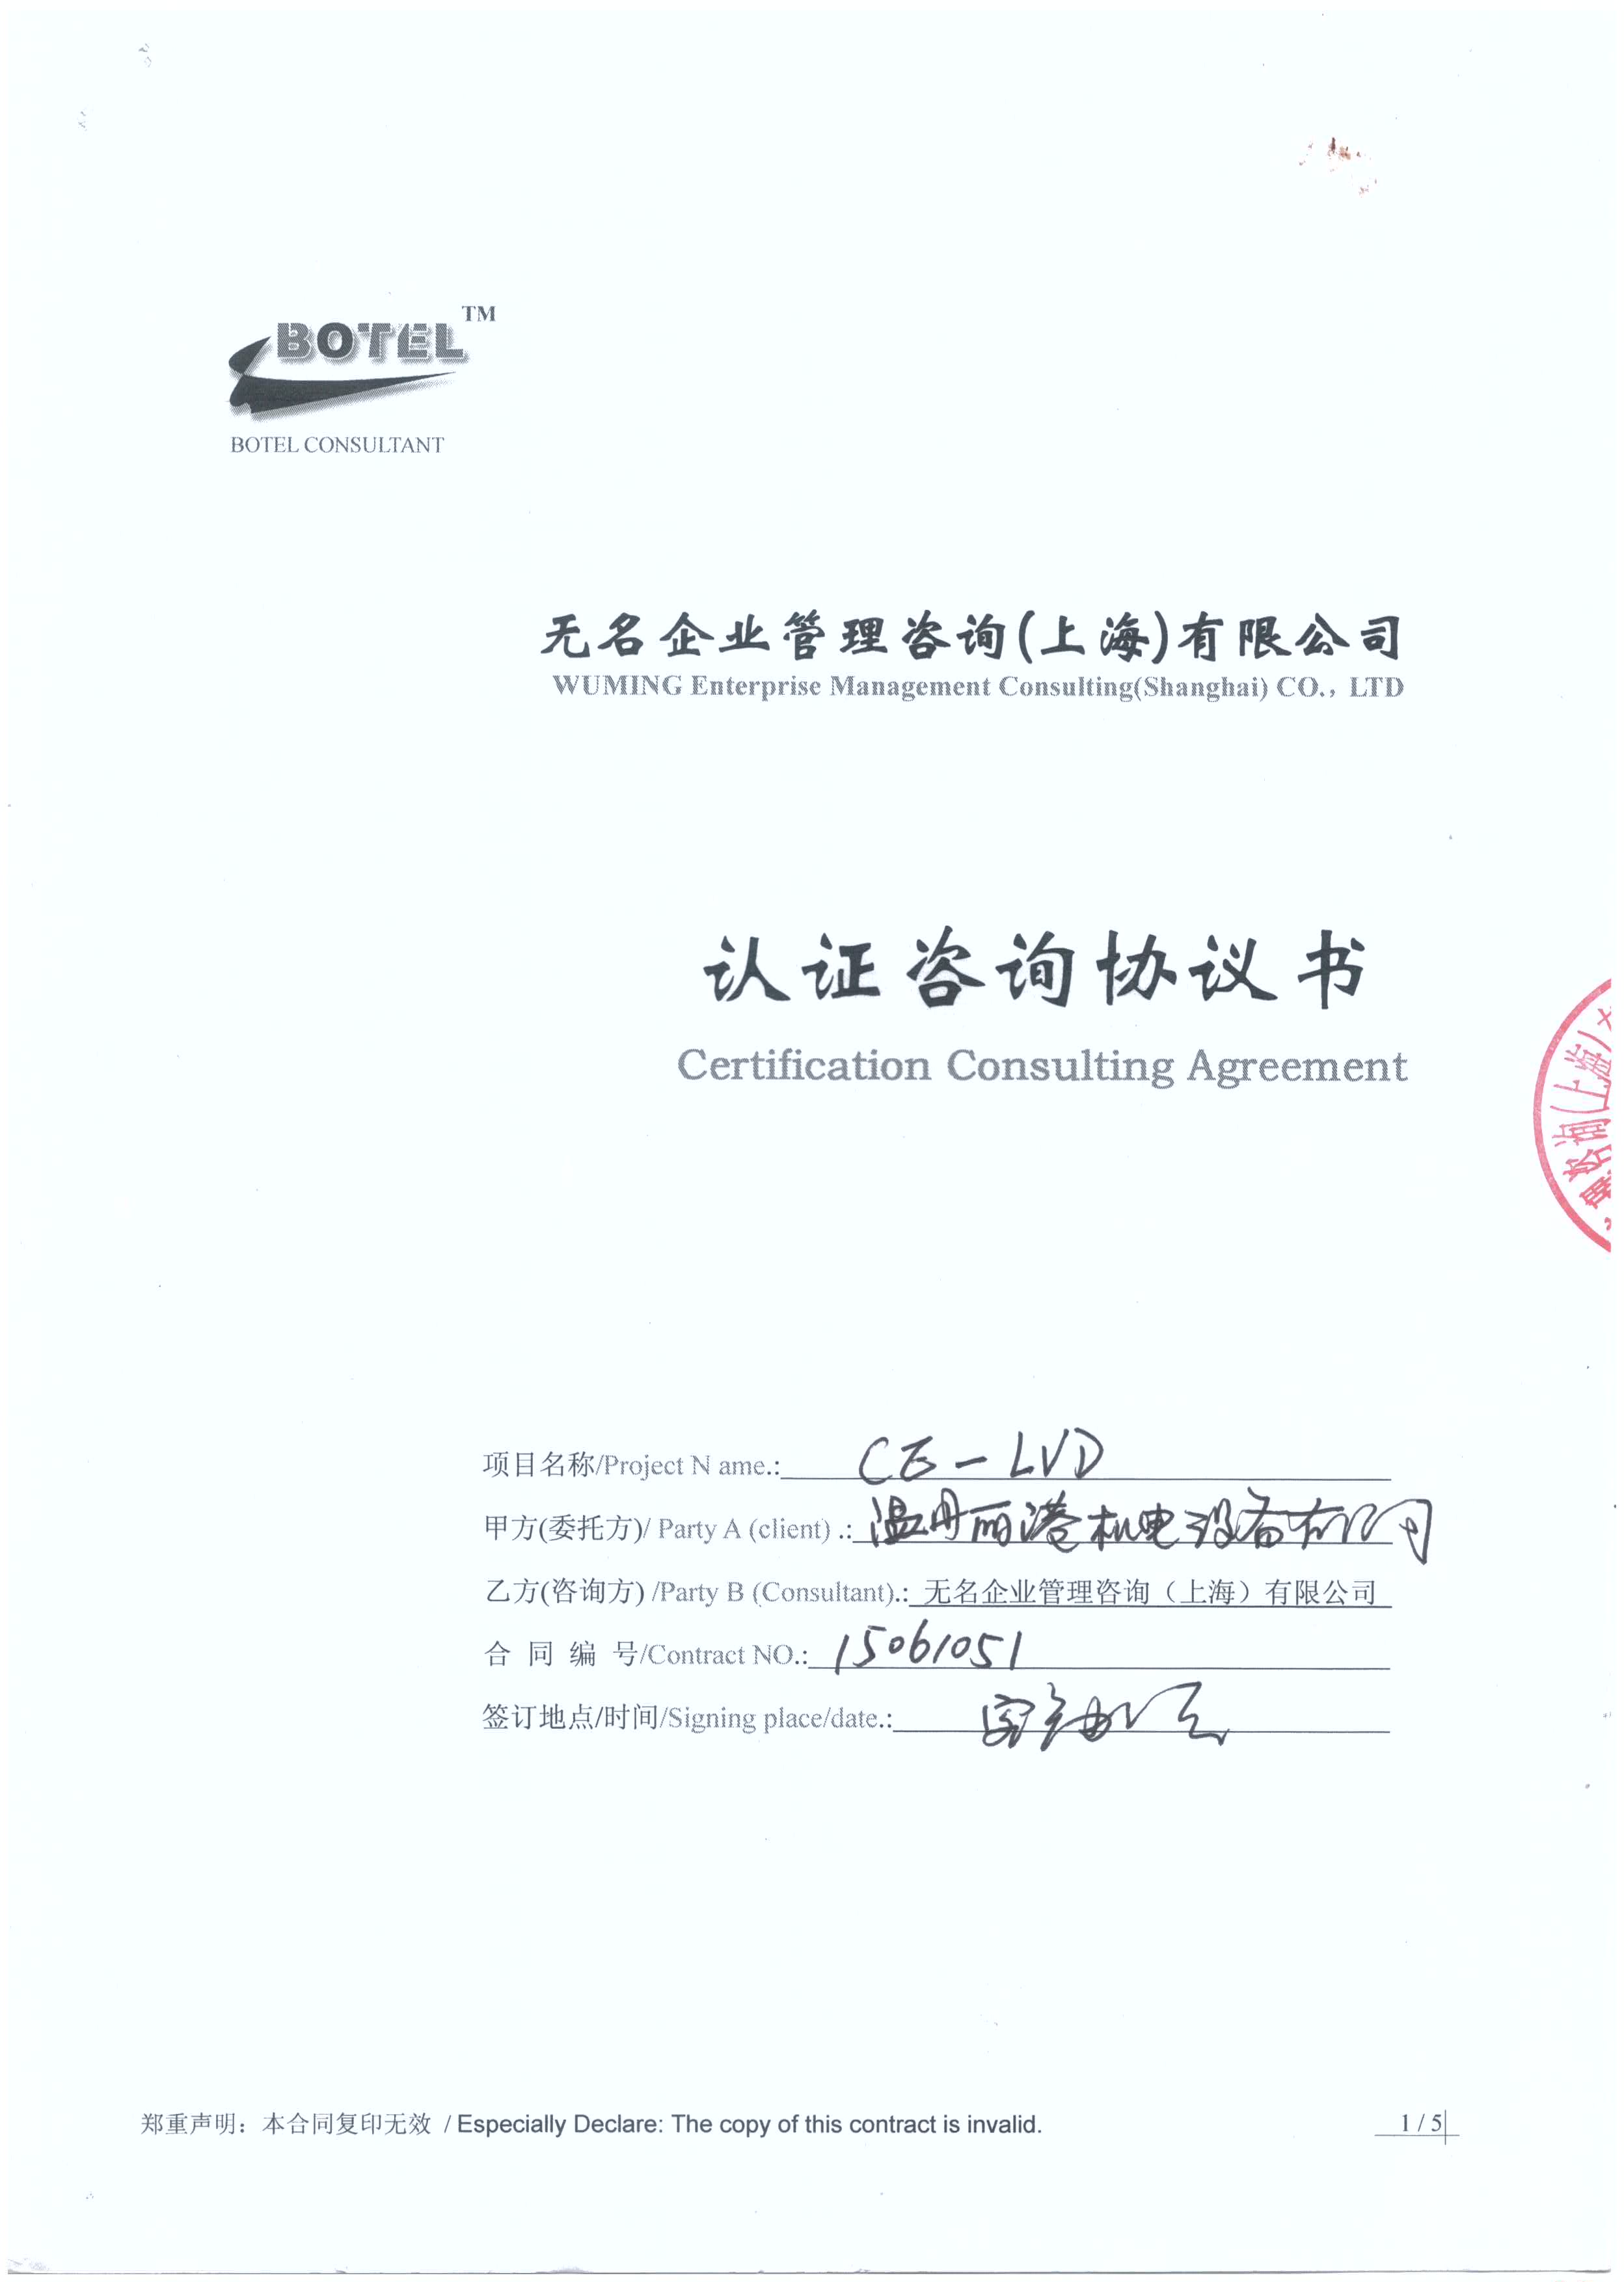 BOTEL TM
BOTEL CONSULTANT
无名企业管理咨询(上海)有限公司
WUMING Enterprise Management Consulting(Shanghai) CO.，LTD
认证咨询协议书
Certification Consulting Agreement
咨询(上海)
项目名称/Project N ame.: CE-LVD
甲方(委托方)/ Party A (client) .: 丽港机电设备有限公司
乙方(咨询方) /Party B (Consultant).: 无名企业管理咨询（上海）有限公司
合 同 编 号/Contract NO.: 15061051
签订地点/时间/Signing place/date.:
郑重声明：本合同复印无效 / Especially Declare: The copy of this contract is invalid.
1 / 5